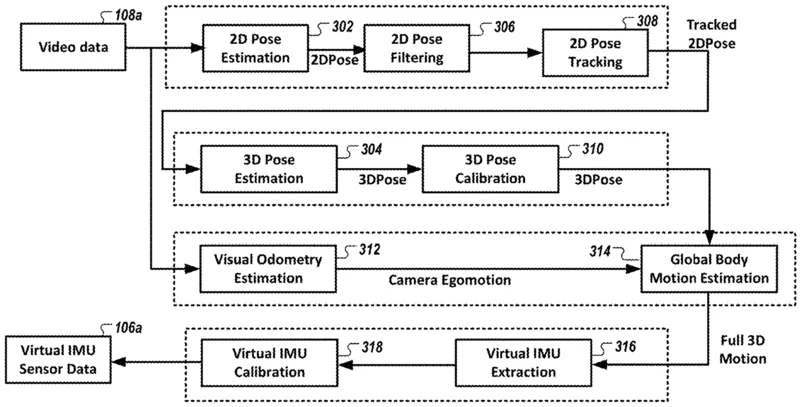 108a
Video data
302
2D Pose
Estimation
2DPose
306
2D Pose
Filtering
308
2D Pose
Tracking
Tracked
2DPose
304
3D Pose
Estimation
3DPose
310
3D Pose
Calibration
3DPose
312
Visual Odometry
Estimation
Camera Egomotion
314
Global Body
Motion Estimation
Full 3D
Motion
106a
Virtual IMU
Sensor Data
318
Virtual IMU
Calibration
316
Virtual IMU
Extraction